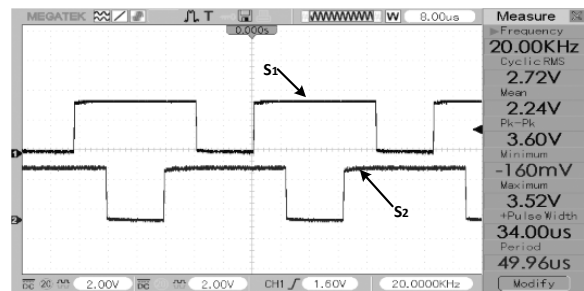 MEGATEK T W 8.00us
0.000s
S1
S2
1
2
DC 2.00V DC 2.00V CH1 1.60V 20.0000KHz
Measure
Frequency
20.00KHz
Cyclic RMS
2.72V
Mean
2.24V
Pk-Pk
3.60V
Minimum
-160mV
Maximum
3.52V
+Pulse Width
34.00us
Period
49.96us
Modify